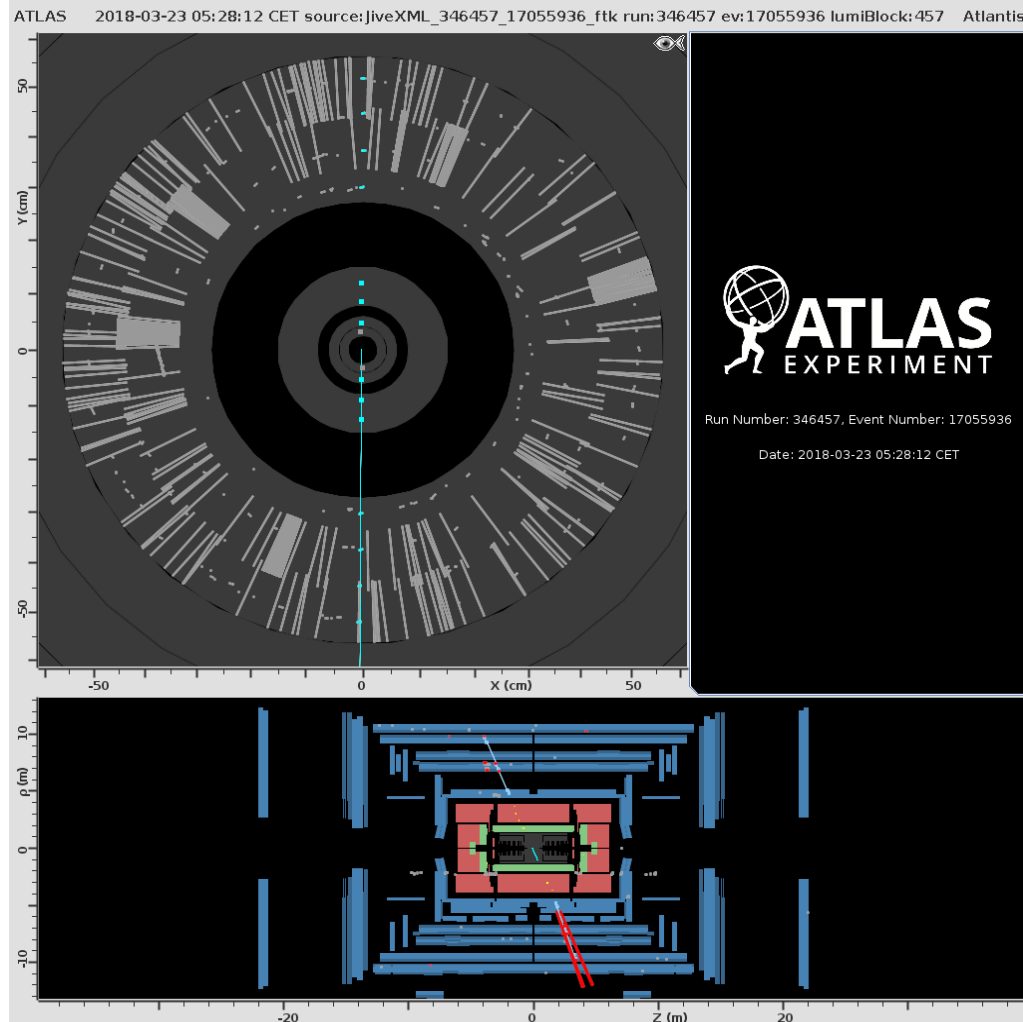 ATLAS 2018-03-23 05:28:12 CET source:JiveXML_346457_17055936_ftk run:346457 ev:17055936 lumiBlock:457 Atlantis
50
Y (cm)
0
-50
-50 0 X (cm) 50
ATLAS
EXPERIMENT
Run Number: 346457, Event Number: 17055936
Date: 2018-03-23 05:28:12 CET
10
ρ (m)
0
-10
-20 0 Z (m) 20